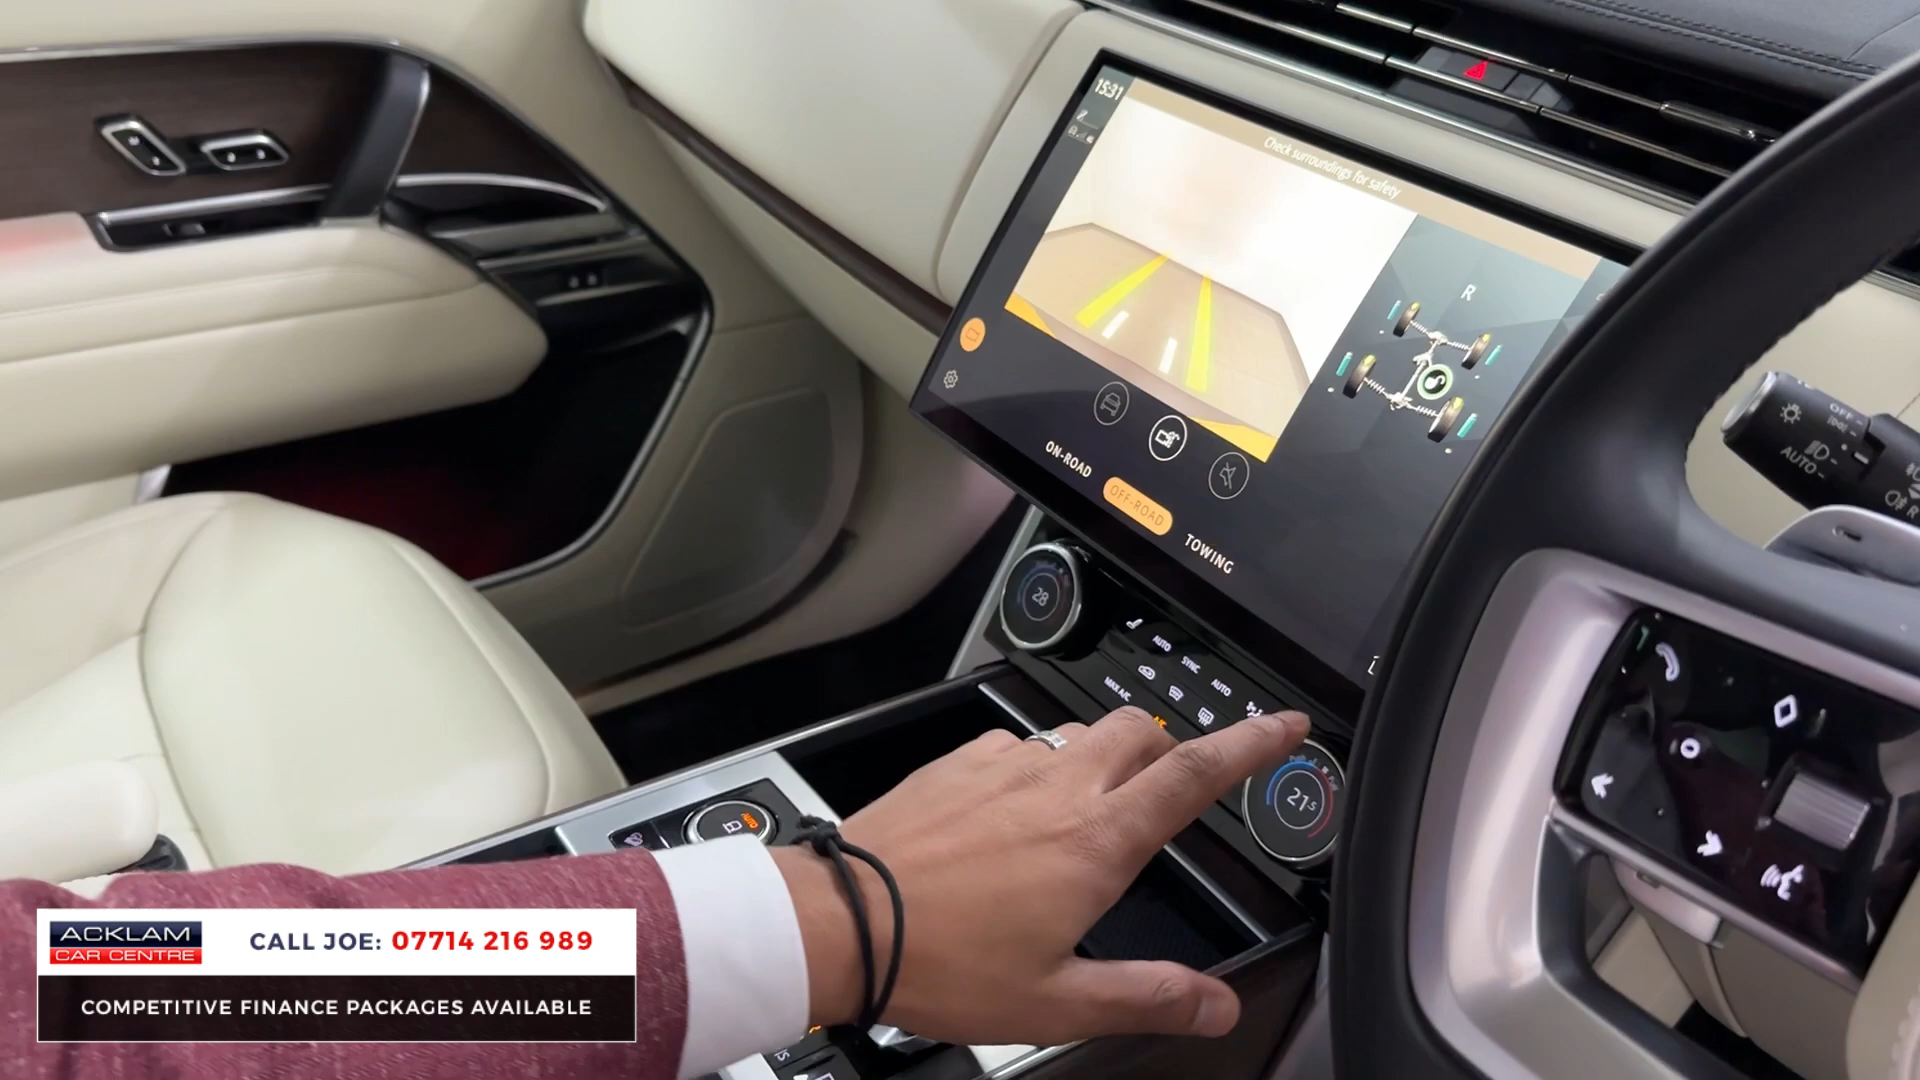 15:31
Check surroundings for safety
R
ON-ROAD
OFF-ROAD
TOWING
28
AUTO
SYNC
AUTO
MAX A/C
A/C
21.5
AUTO
OFF
AUTO
R
ACKLAM
CAR CENTRE
CALL JOE: 07714 216 989
COMPETITIVE FINANCE PACKAGES AVAILABLE